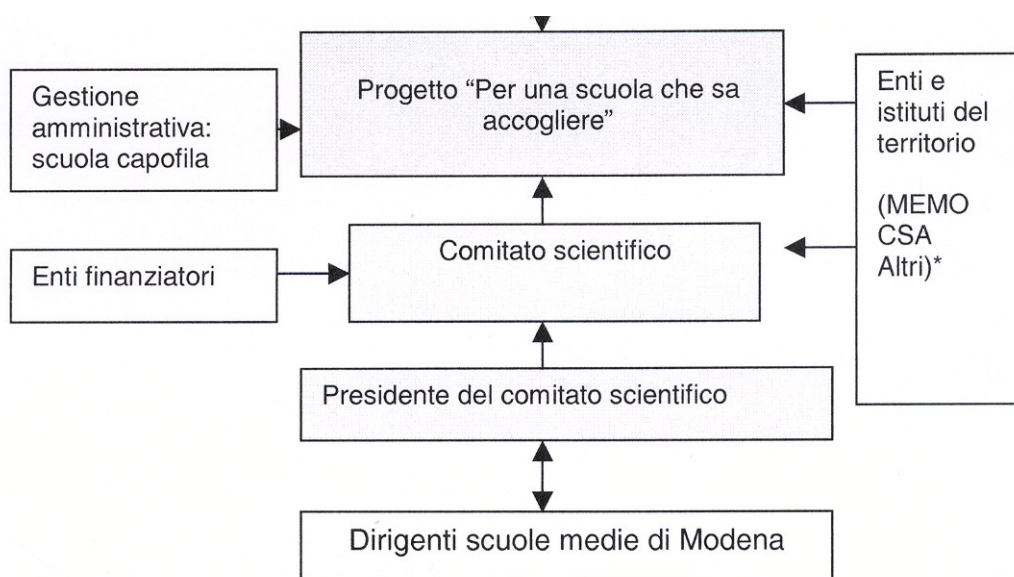 Progetto “Per una scuola che sa
accogliere”
Gestione
amministrativa:
scuola capofila
Enti e
istituti del
territorio
(MEMO
CSA
Altri)*
Comitato scientifico
Enti finanziatori
Presidente del comitato scientifico
Dirigenti scuole medie di Modena